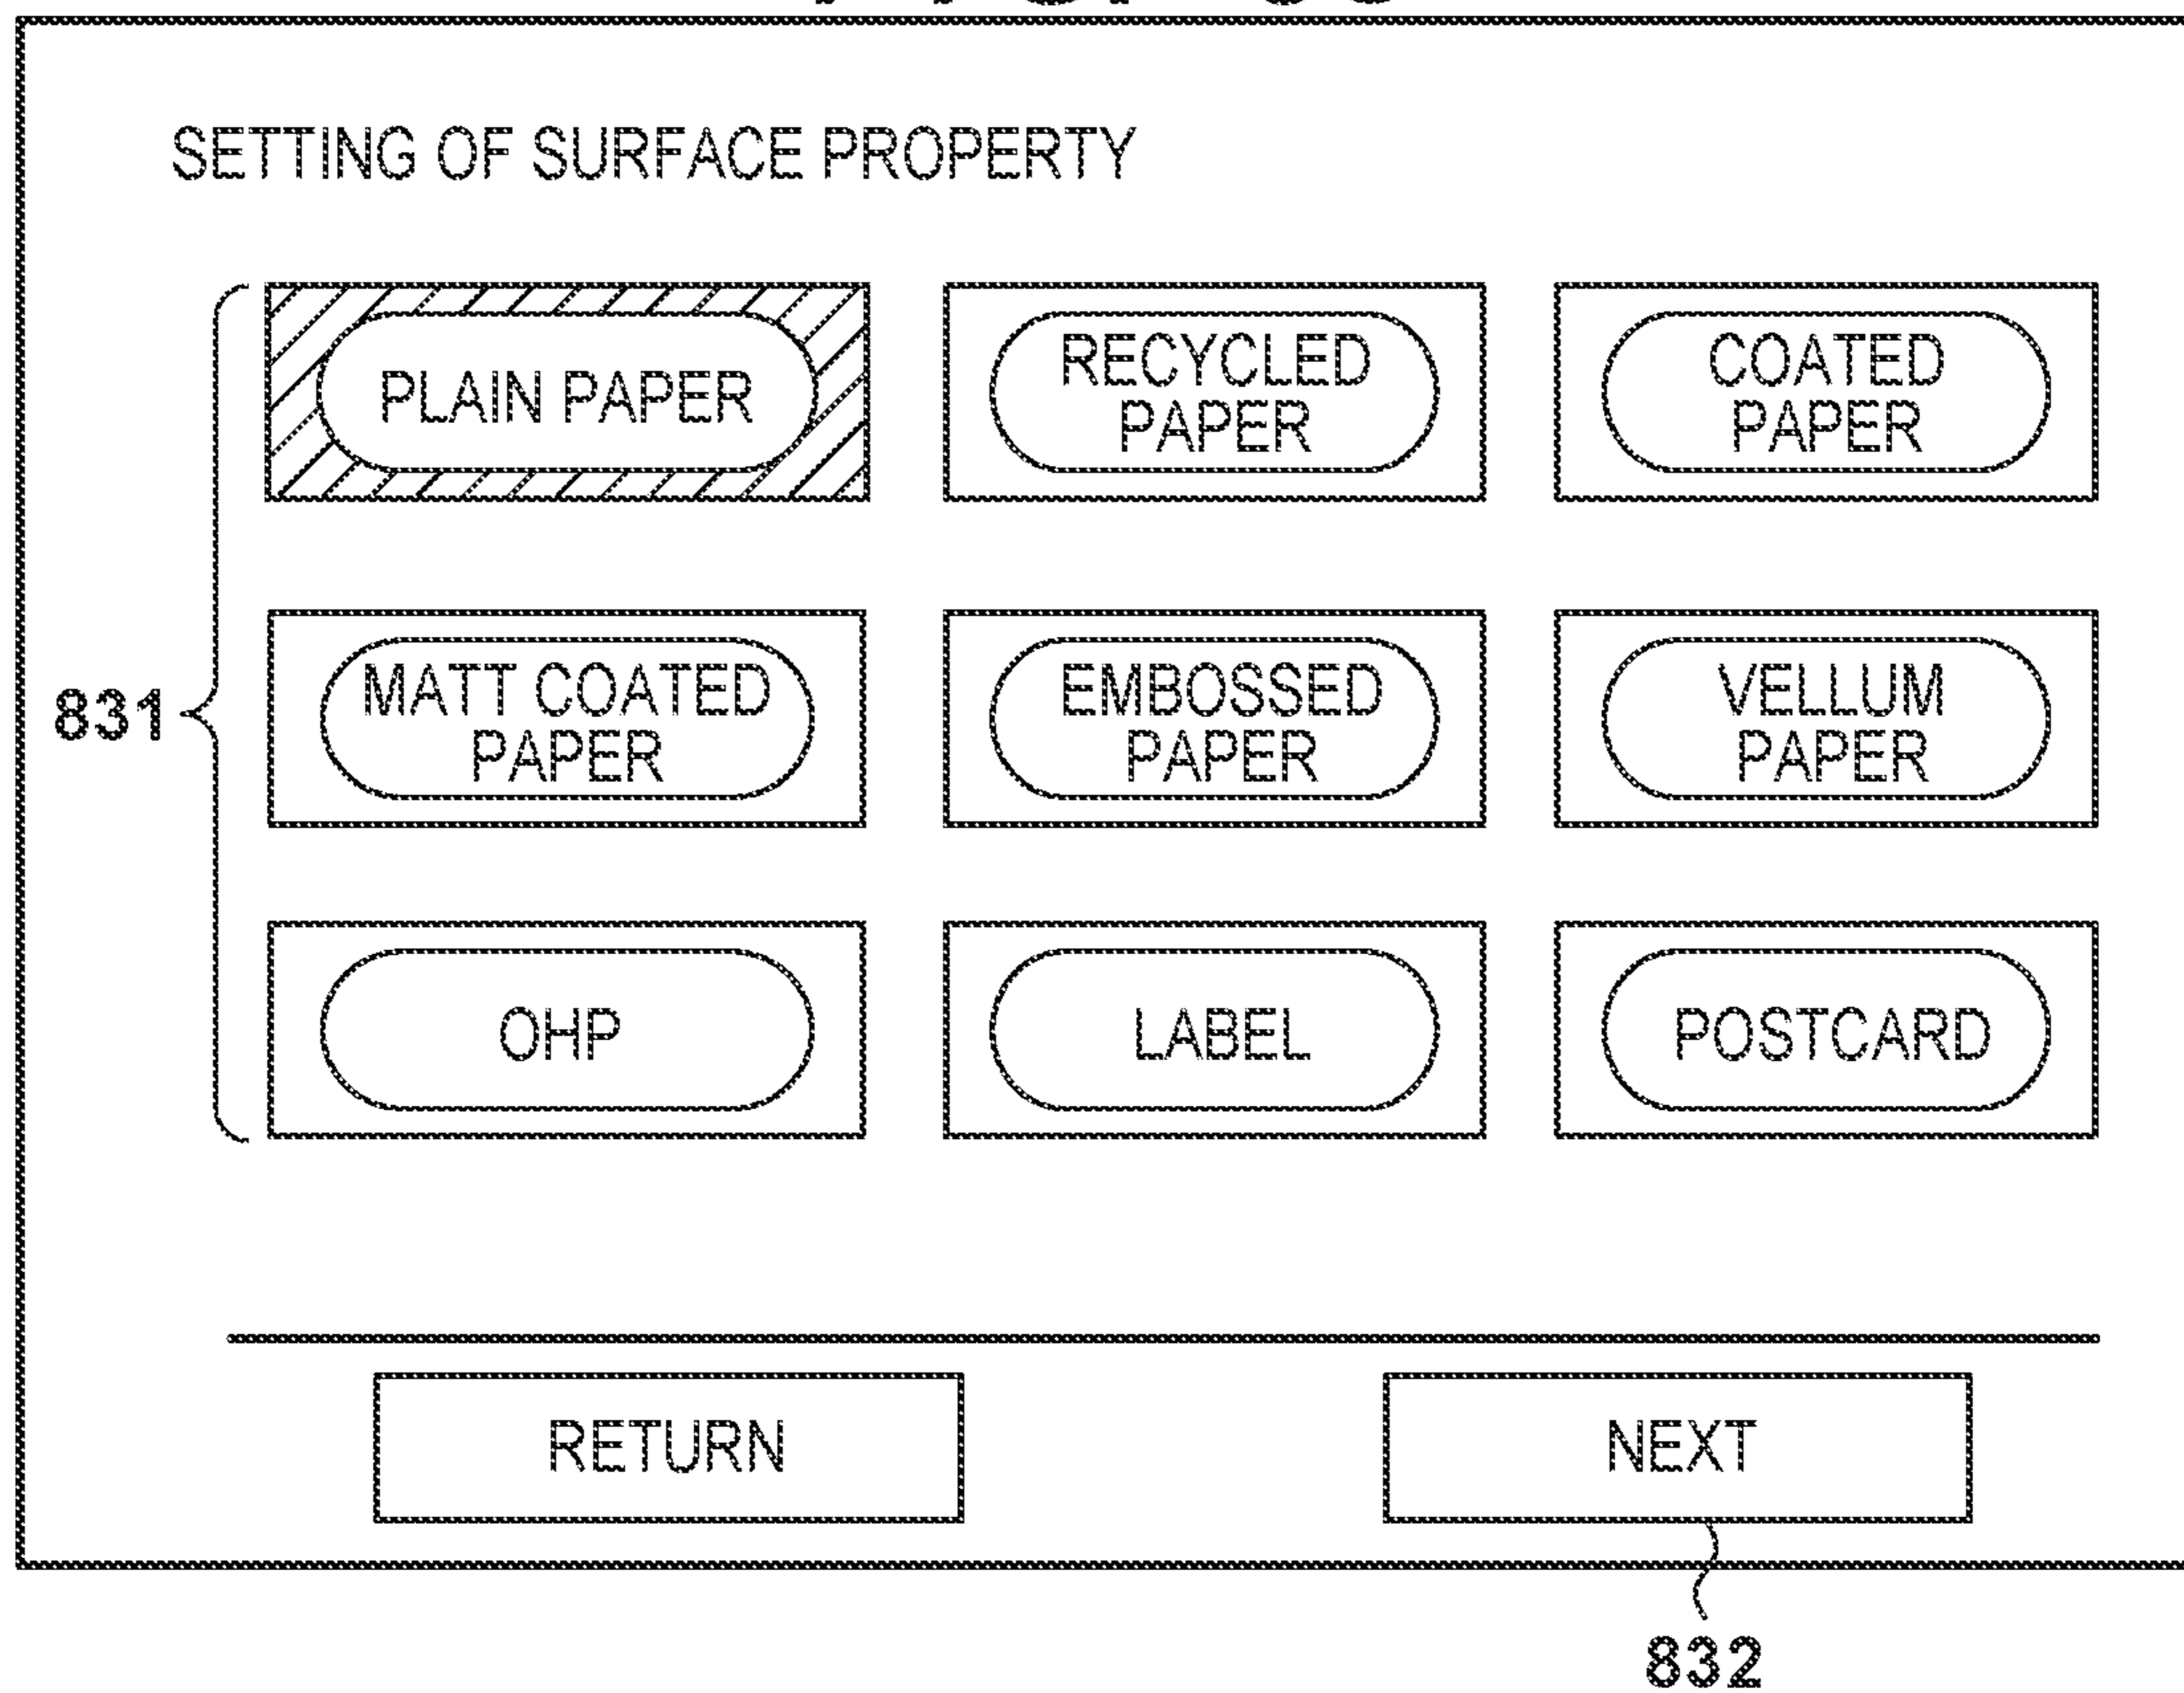 SETTING OF SURFACE PROPERTY
PLAIN PAPER
RECYCLED
PAPER
COATED
PAPER
831
MATT COATED
PAPER
EMBOSSED
PAPER
VELLUM
PAPER
OHP
LABEL
POSTCARD
RETURN
NEXT
832